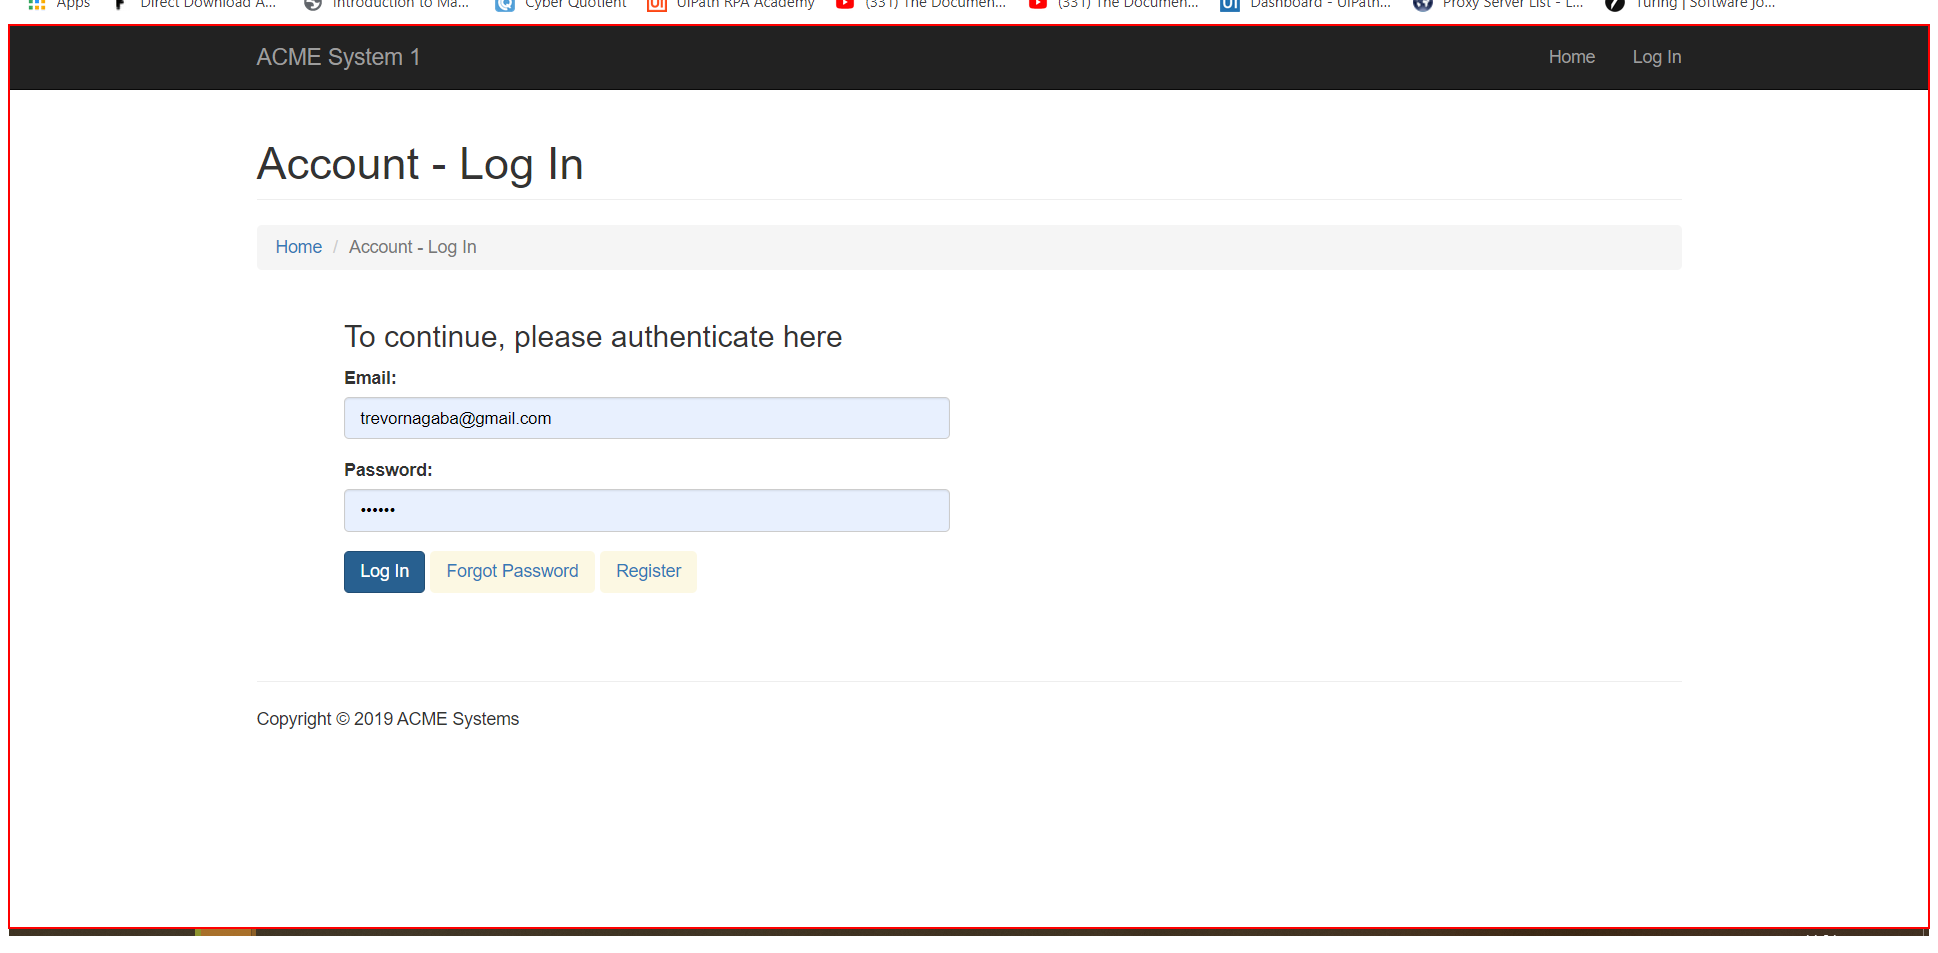 Apps Direct Download A... Introduction to Ma... Cyber Quotient UiPath RPA Academy (331) The Documen... (331) The Documen... Dashboard - UiPath... Proxy Server List - L... Turing | Software Jo...
ACME System 1 Home Log In
Account - Log In
Home / Account - Log In
To continue, please authenticate here
Email:
trevornagaba@gmail.com
Password:
••••••
Log In Forgot Password Register
Copyright © 2019 ACME Systems